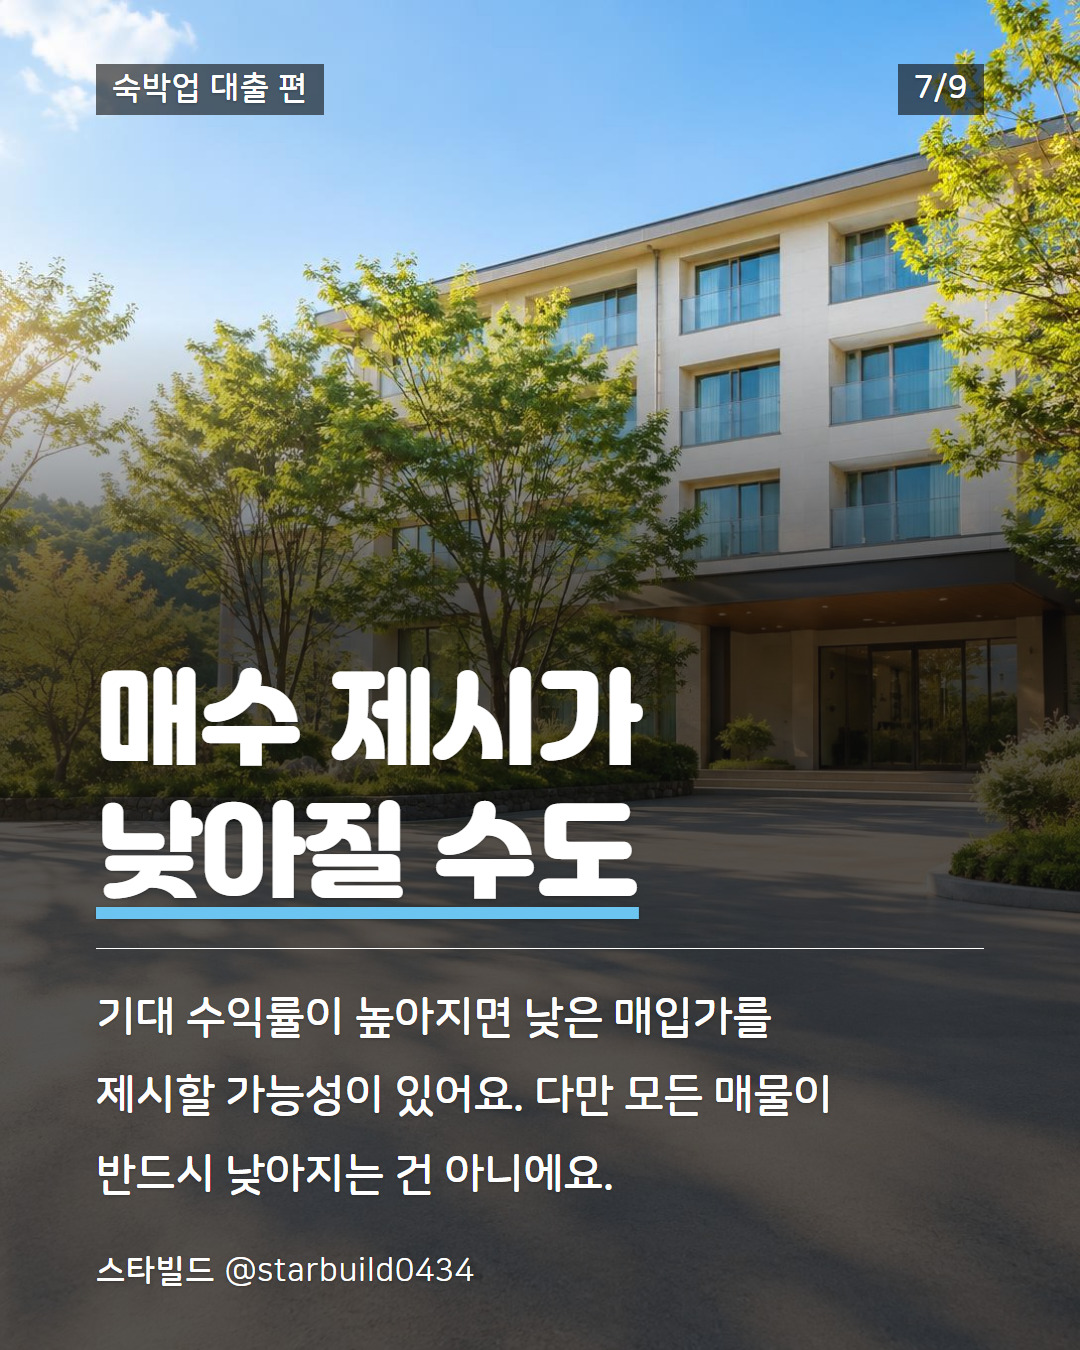 숙박업 대출 편
7/9
매수 제시가
낮아질 수도
기대 수익률이 높아지면 낮은 매입가를
제시할 가능성이 있어요. 다만 모든 매물이
반드시 낮아지는 건 아니에요.
스타빌드 @starbuild0434